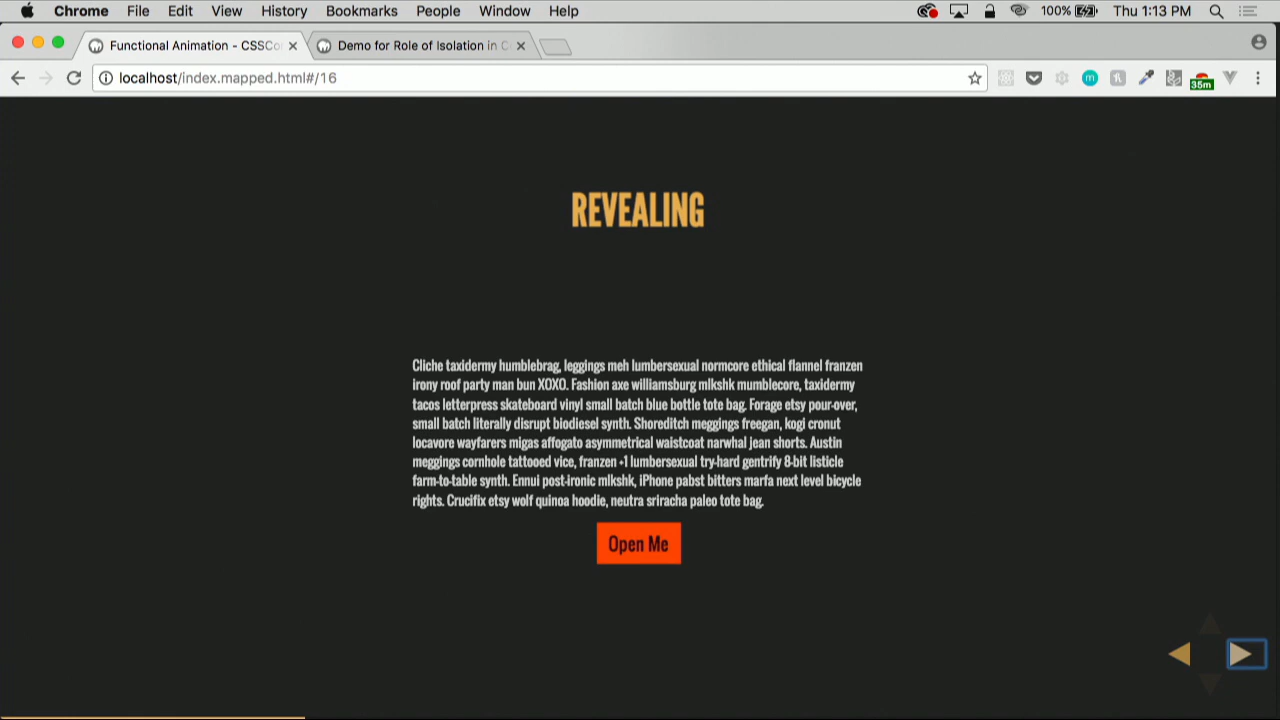 Chrome File Edit View History Bookmarks People Window Help 100% Thu 1:13 PM
Functional Animation - CSSCo Demo for Role of Isolation in C
localhost/index.mapped.html#/16
35m
REVEALING
Cliche taxidermy humblebrag, leggings meh lumbersexual normcore ethical flannel franzen
irony roof party man bun XOXO. Fashion axe williamsburg mlkshk mumblecore, taxidermy
tacos letterpress skateboard vinyl small batch blue bottle tote bag. Forage etsy pour-over,
small batch literally disrupt biodiesel synth. Shoreditch meggings freegan, kogi cronut
locavore wayfarers migas affogato asymmetrical waistcoat narwhal jean shorts. Austin
meggings cornhole tattooed vice, franzen +1 lumbersexual try-hard gentrify 8-bit listicle
farm-to-table synth. Ennui post-ironic mlkshk, iPhone pabst bitters marfa next level bicycle
rights. Crucifix etsy wolf quinoa hoodie, neutra sriracha paleo tote bag.
Open Me